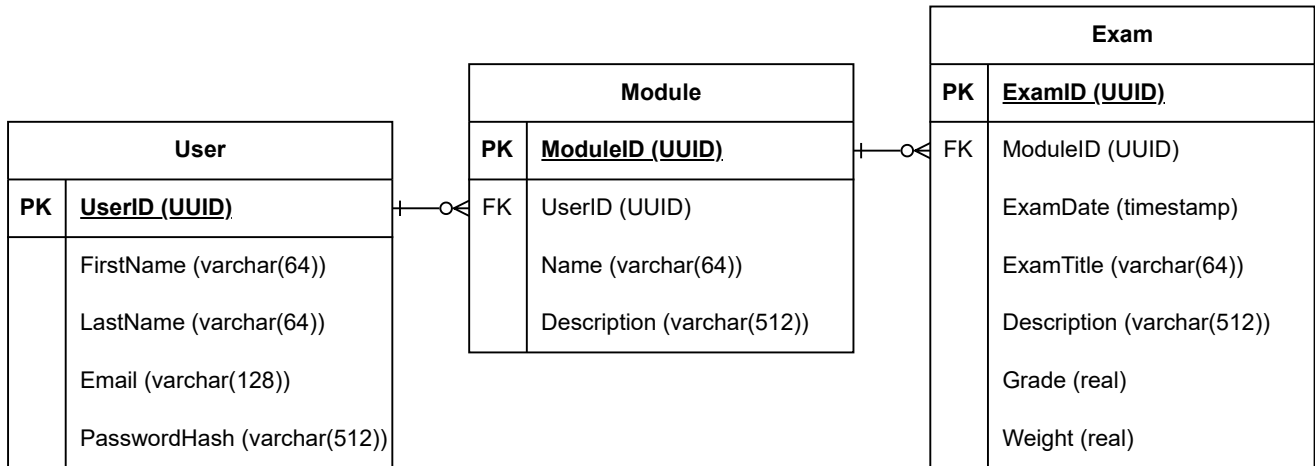 User
PK UserID (UUID)
FirstName (varchar(64))
LastName (varchar(64))
Email (varchar(128))
PasswordHash (varchar(512))
Module
PK ModuleID (UUID)
FK UserID (UUID)
Name (varchar(64))
Description (varchar(512))
Exam
PK ExamID (UUID)
FK ModuleID (UUID)
ExamDate (timestamp)
ExamTitle (varchar(64))
Description (varchar(512))
Grade (real)
Weight (real)